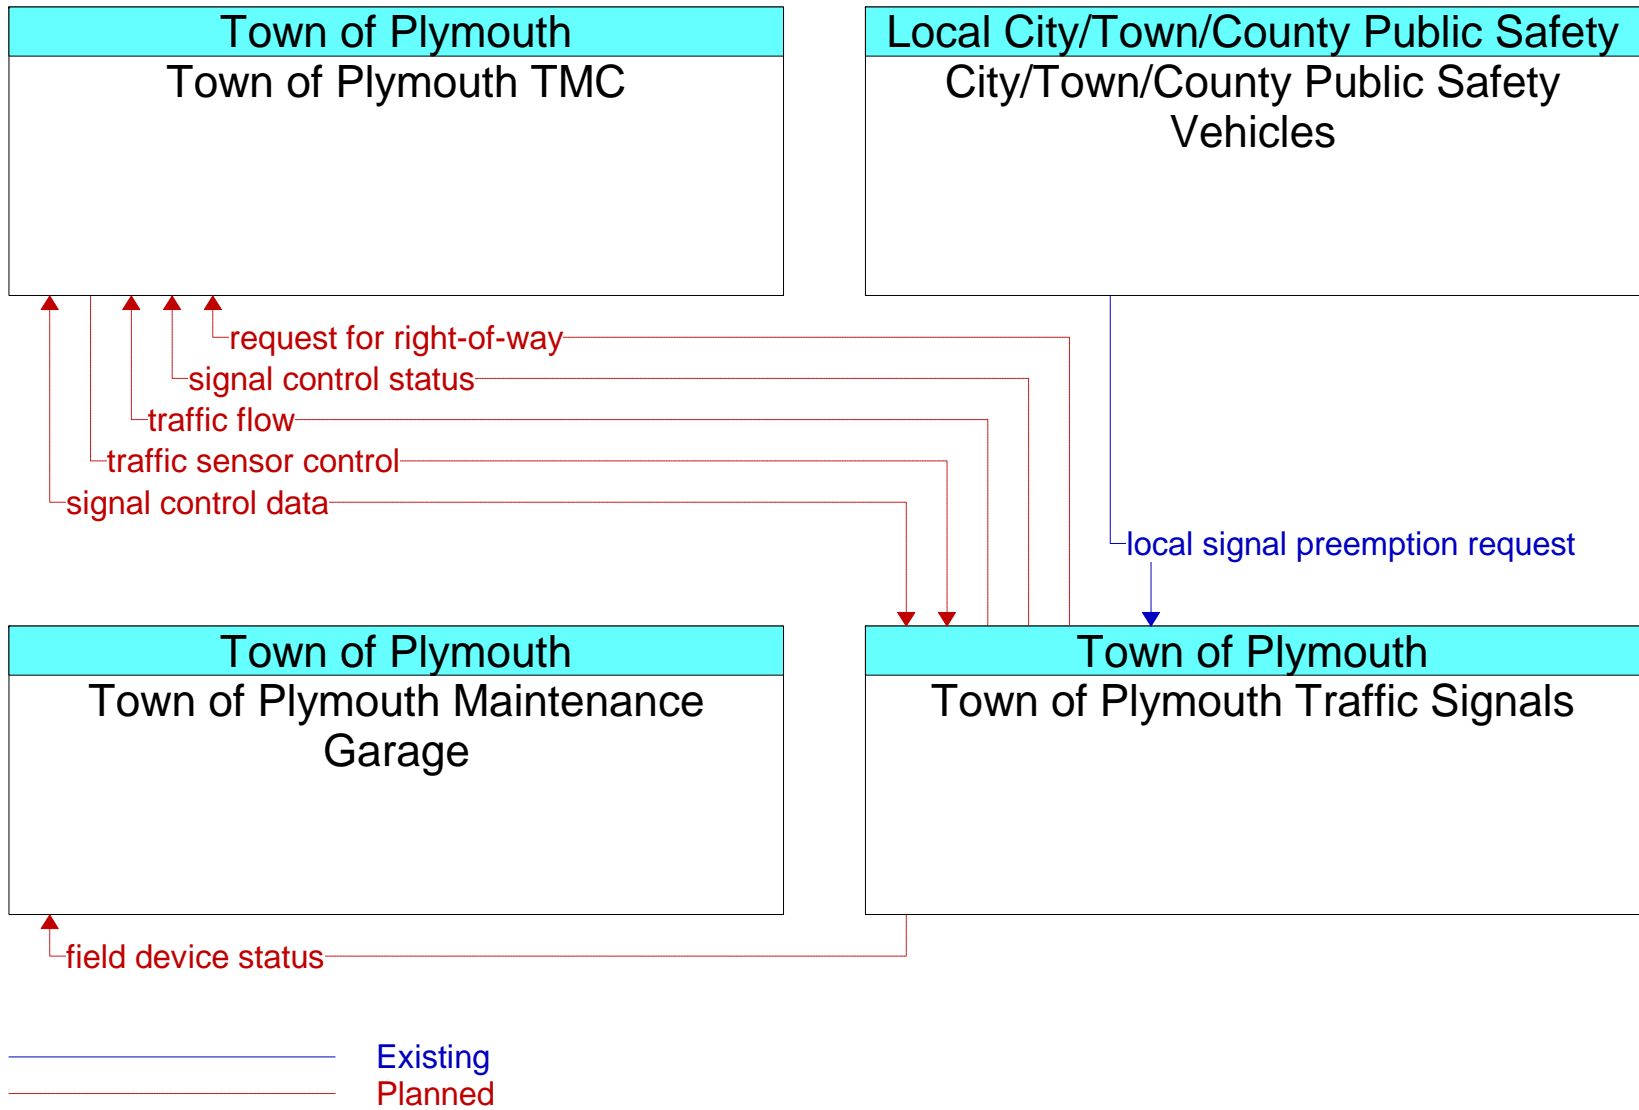 Town of Plymouth
Town of Plymouth TMC
Local City/Town/County Public Safety
City/Town/County Public Safety
Vehicles
request for right-of-way
signal control status
traffic flow
traffic sensor control
signal control data
local signal preemption request
Town of Plymouth
Town of Plymouth Maintenance
Garage
Town of Plymouth
Town of Plymouth Traffic Signals
field device status
Existing
Planned